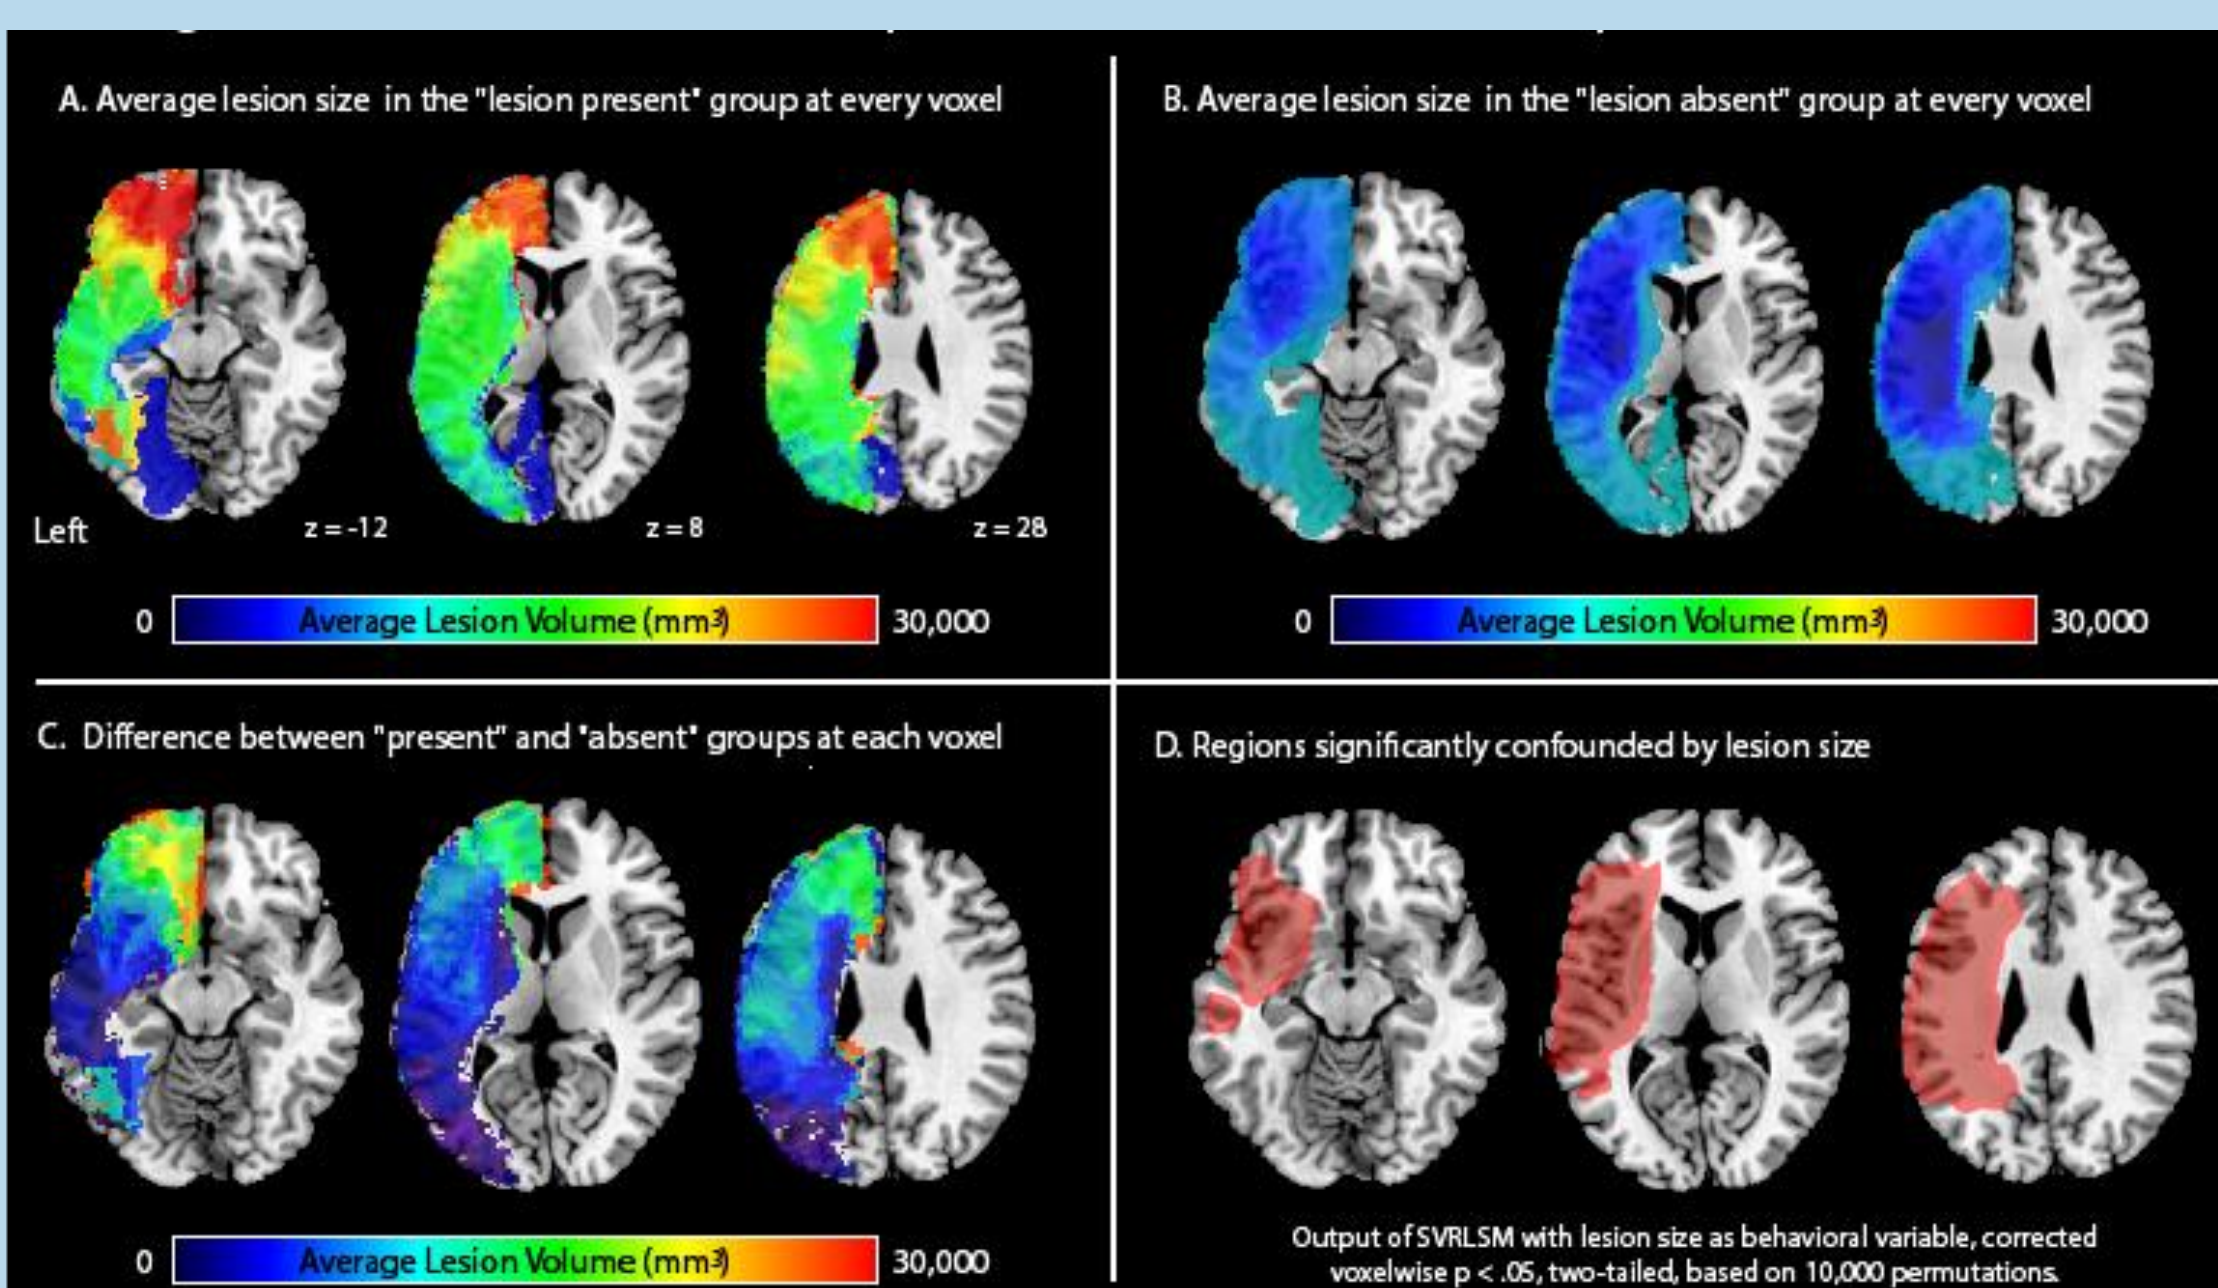 A. Average lesion size in the "lesion present" group at every voxel
B. Average lesion size in the "lesion absent" group at every voxel
Left
z = -12
z = 8
z = 28
0
Average Lesion Volume (mm³)
30,000
0
Average Lesion Volume (mm³)
30,000
C. Difference between "present" and "absent" groups at each voxel
D. Regions significantly confounded by lesion size
0
Average Lesion Volume (mm³)
30,000
Output of SVRLSM with lesion size as behavioral variable, corrected
voxelwise p < .05, two-tailed, based on 10,000 permutations.